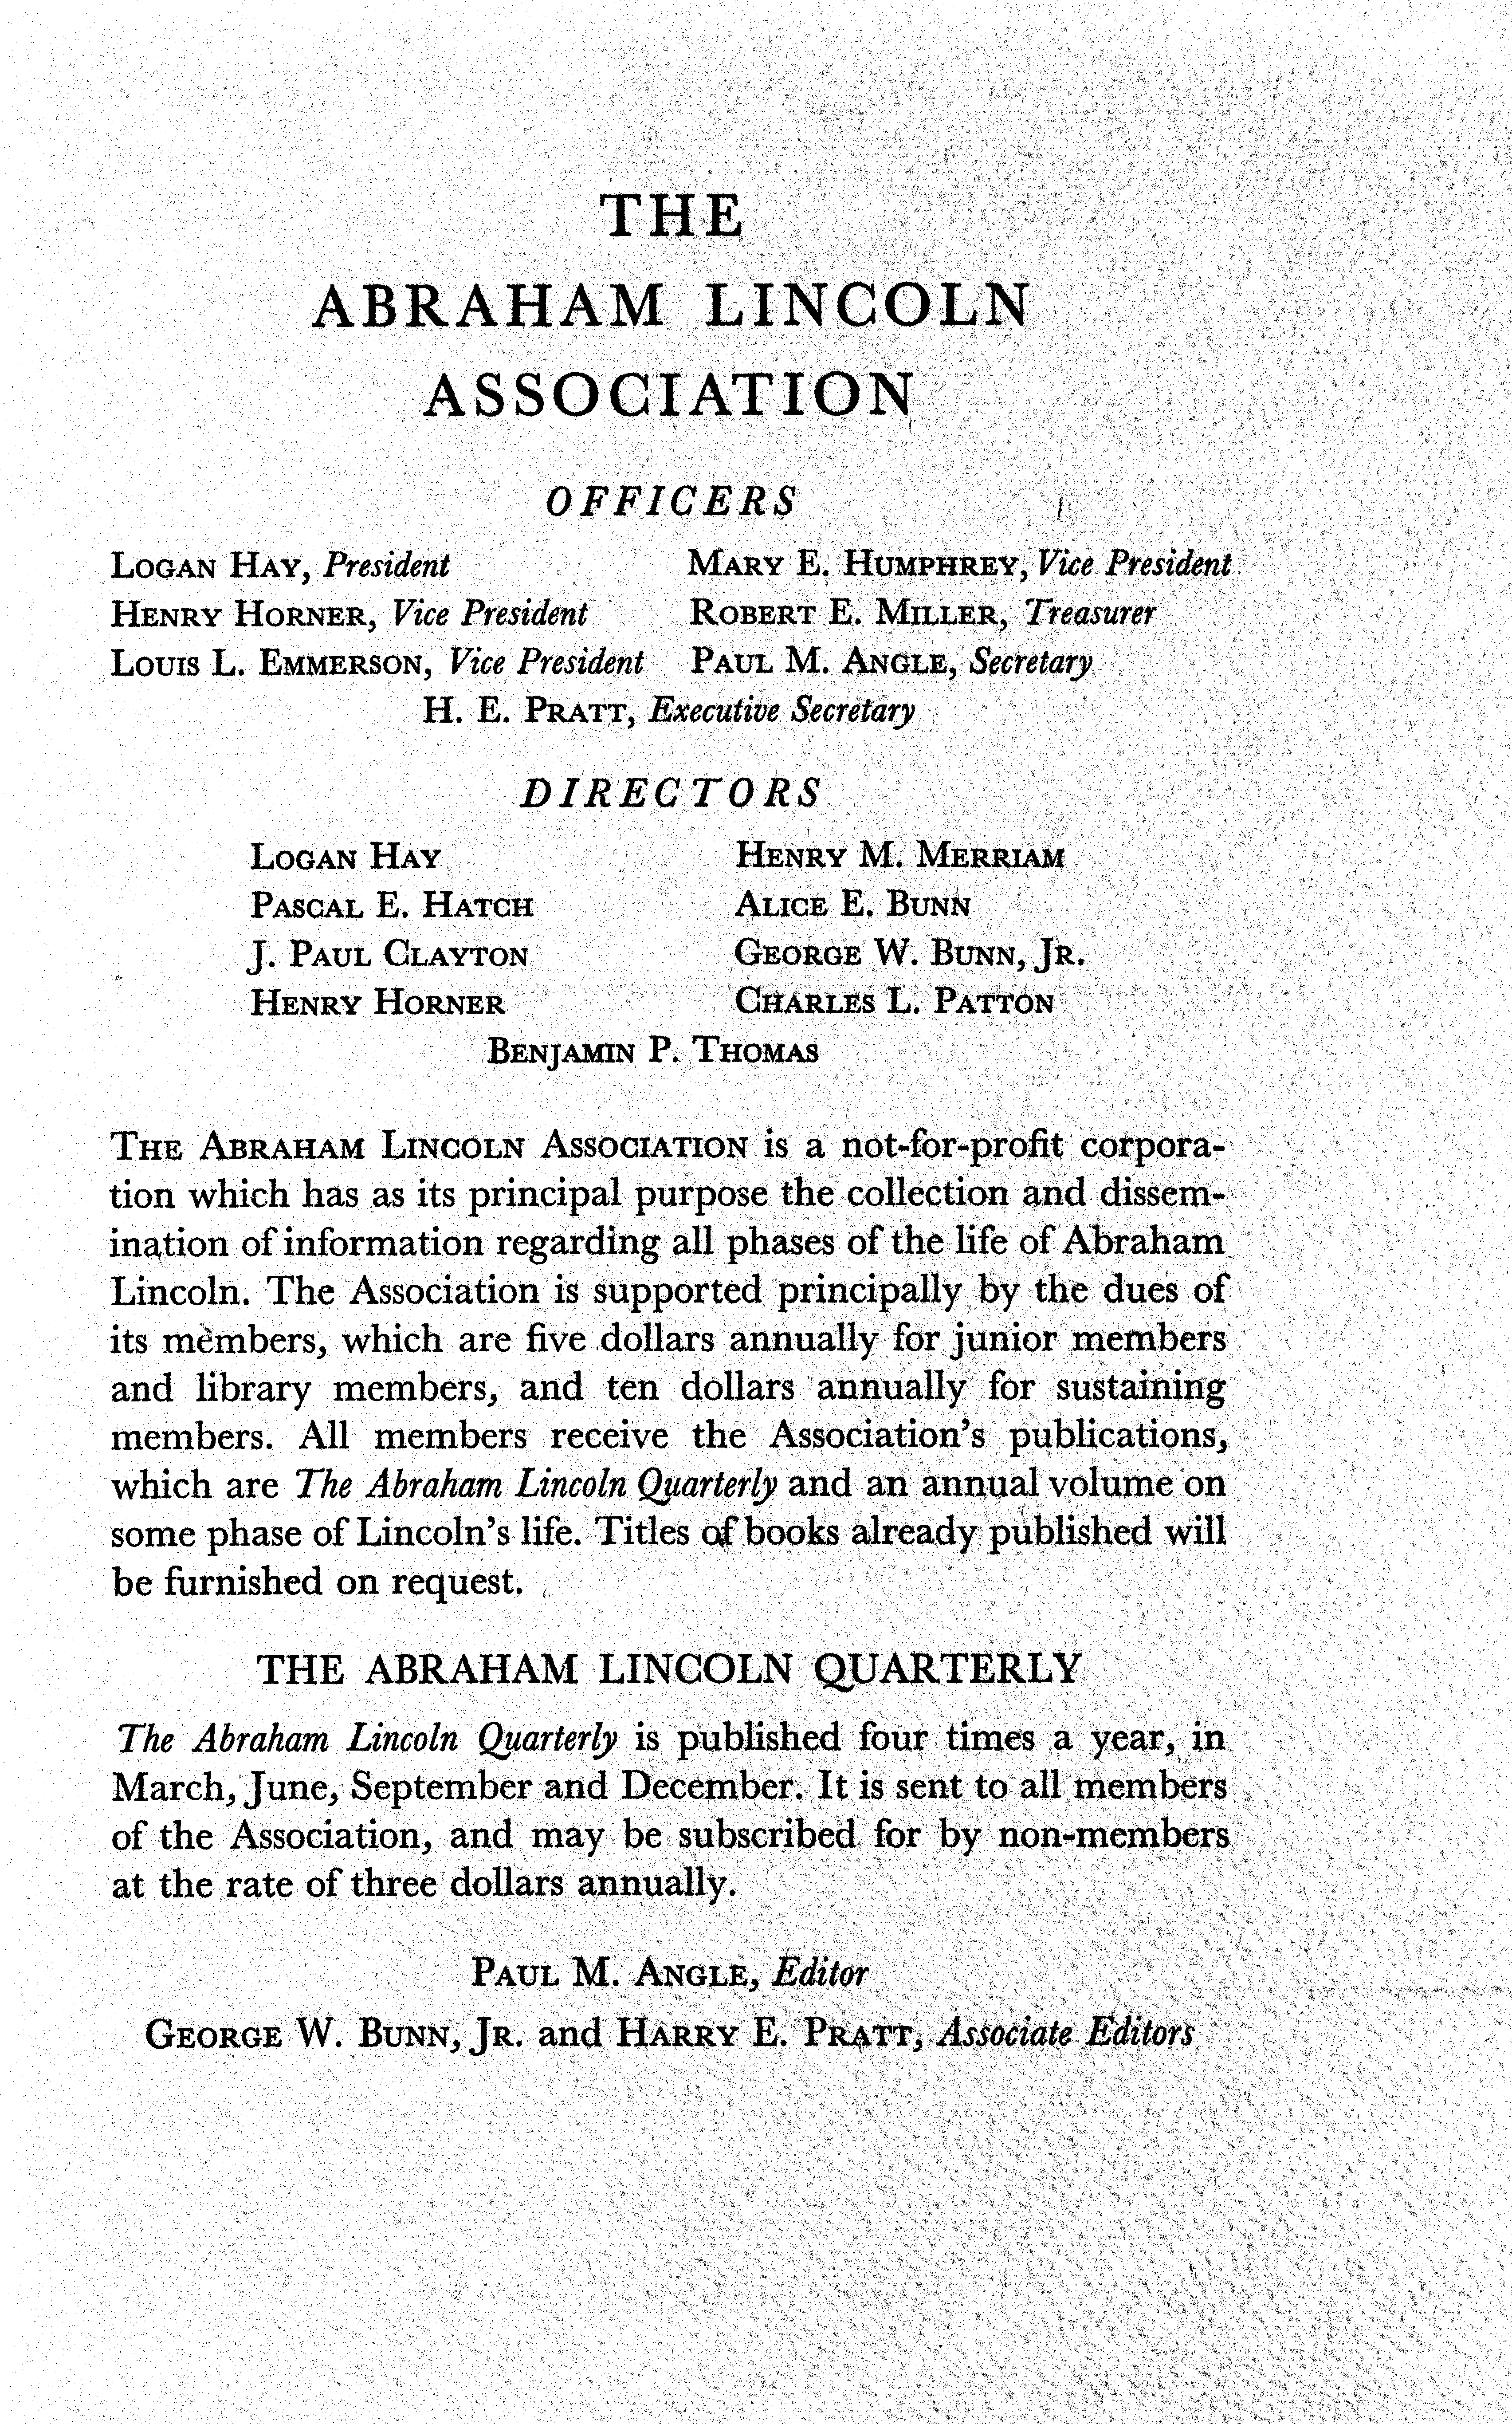 THE
ABRAHAM LINCOLN
ASSOCIATION
OFFICERS
LOGAN HAY, President
MARY E. HUMPHREY, Vice President
HENRY HORNER, Vice President
ROBERT E. MILLER, Treasurer
LOUIS L. EMMERSON, Vice President
PAUL M. ANGLE, Secretary
H. E. PRATT, Executive Secretary
DIRECTORS
LOGAN HAY
HENRY M. MERRIAM
PASCAL E. HATCH
ALICE E. BUNN
J. PAUL CLAYTON
GEORGE W. BUNN, JR.
HENRY HORNER
CHARLES L. PATTON
BENJAMIN P. THOMAS
THE ABRAHAM LINCOLN ASSOCIATION is a not-for-profit corpora-
tion which has as its principal purpose the collection and dissem-
ination of information regarding all phases of the life of Abraham
Lincoln. The Association is supported principally by the dues of
its members, which are five dollars annually for junior members
and library members, and ten dollars annually for sustaining
members. All members receive the Association's publications,
which are The Abraham Lincoln Quarterly and an annual volume on
some phase of Lincoln's life. Titles of books already published will
be furnished on request.
THE ABRAHAM LINCOLN QUARTERLY
The Abraham Lincoln Quarterly is published four times a year, in
March, June, September and December. It is sent to all members
of the Association, and may be subscribed for by non-members
at the rate of three dollars annually.
PAUL M. ANGLE, Editor
GEORGE W. BUNN, JR. and HARRY E. PRATT, Associate Editors